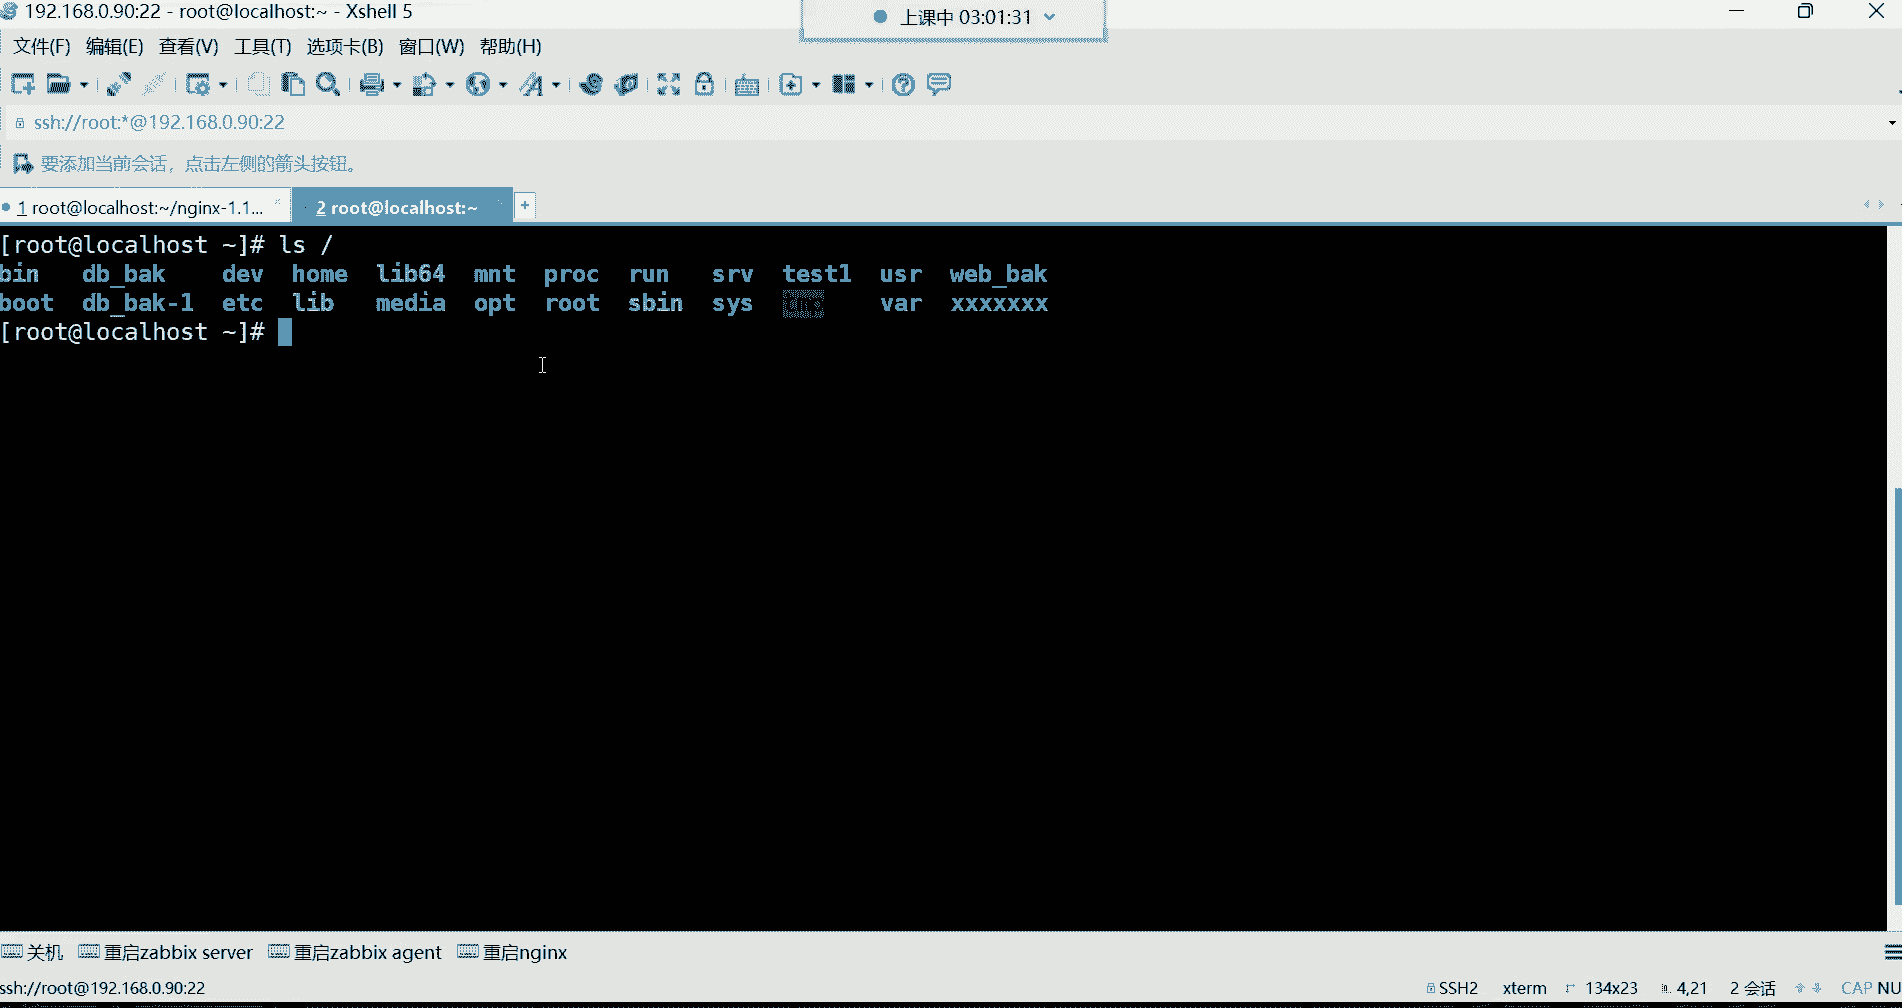 192.168.0.90:22 - root@localhost:~ - Xshell 5
上课中 03:01:31
文件(F) 编辑(E) 查看(V) 工具(T) 选项卡(B) 窗口(W) 帮助(H)
ssh://root:*@192.168.0.90:22
要添加当前会话，点击左侧的箭头按钮。
1 root@localhost:~/nginx-1.1... 2 root@localhost:~ +
[root@localhost ~]# ls /
bin db_bak dev home lib64 mnt proc run srv test1 usr web_bak
boot db_bak-1 etc lib media opt root sbin sys var xxxxxxx
[root@localhost ~]#
关机 重启zabbix server 重启zabbix agent 重启nginx
ssh://root@192.168.0.90:22 SSH2 xterm 134x23 4,21 2 会话 CAP NU